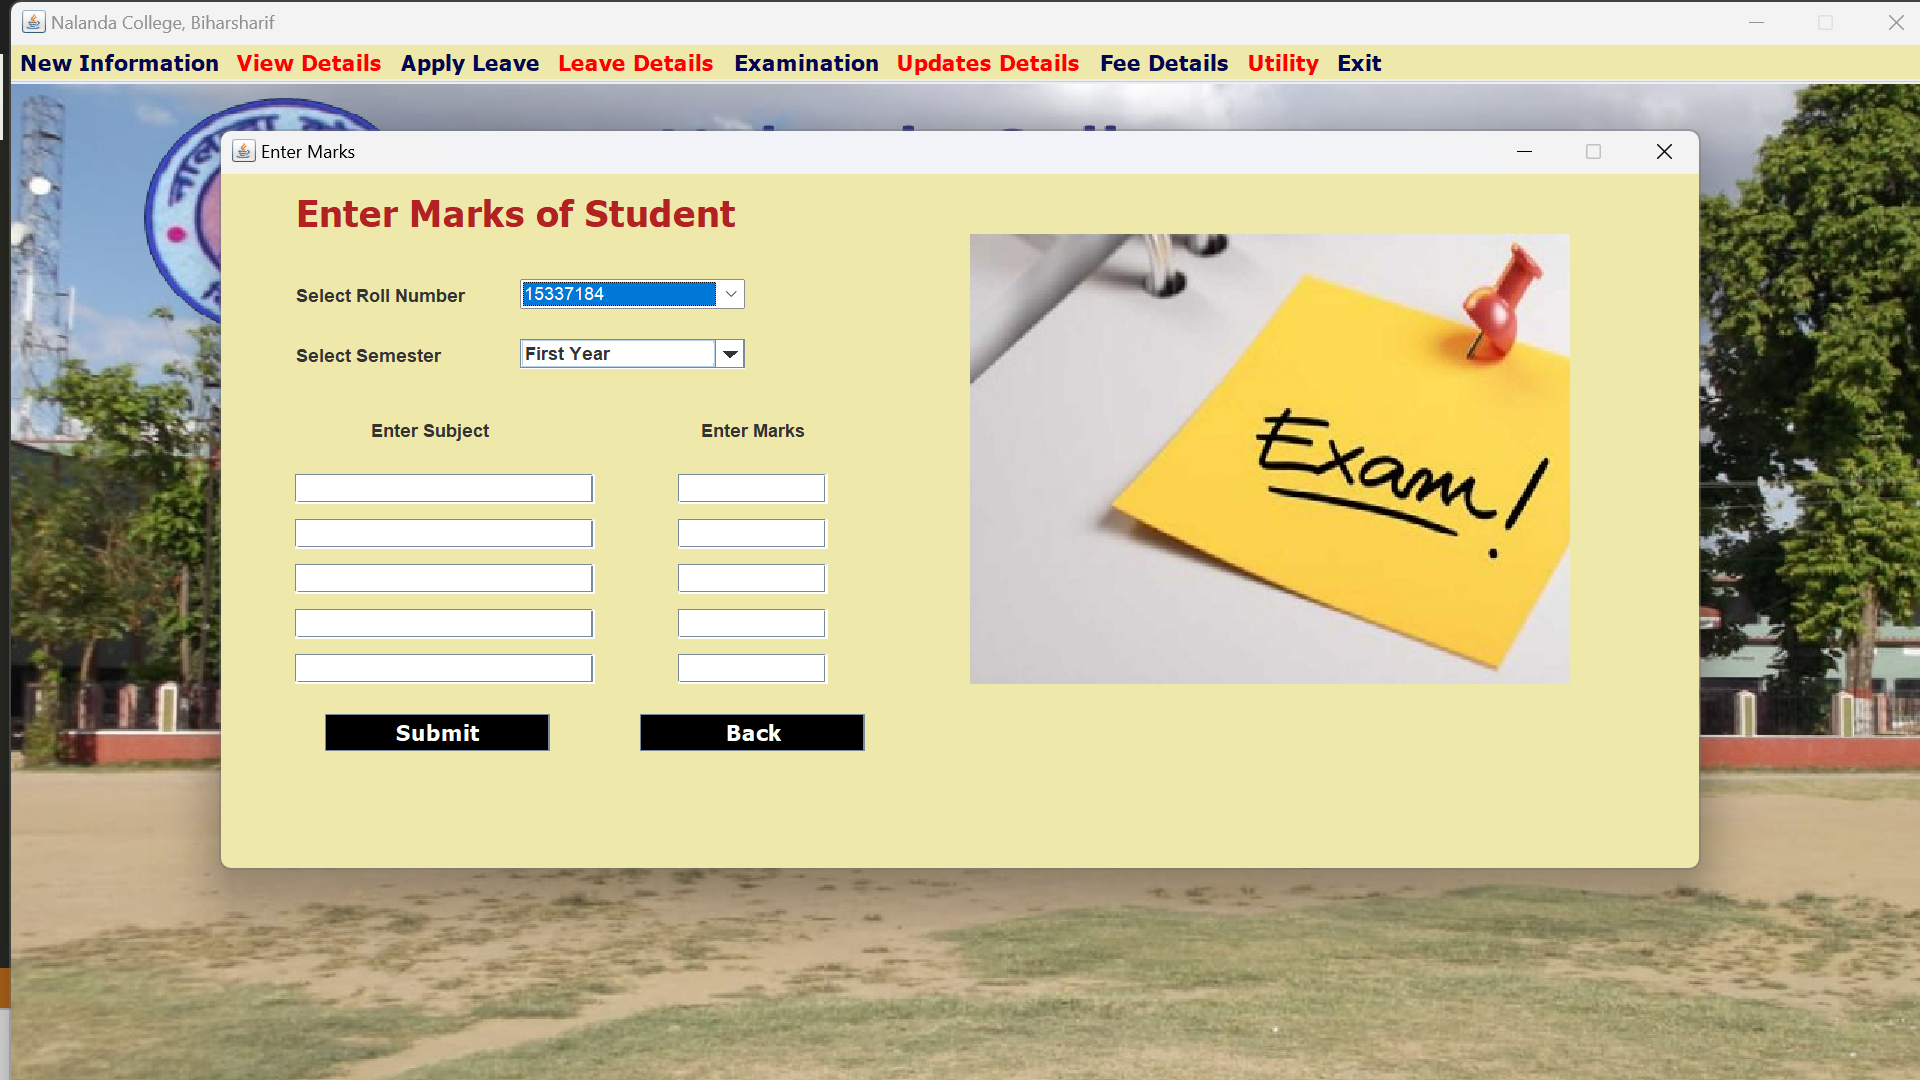 Nalanda College, Biharsharif
New Information View Details Apply Leave Leave Details Examination Updates Details Fee Details Utility Exit
Enter Marks
Enter Marks of Student
Select Roll Number 15337184
Select Semester First Year
Enter Subject Enter Marks
Exam!
Submit Back